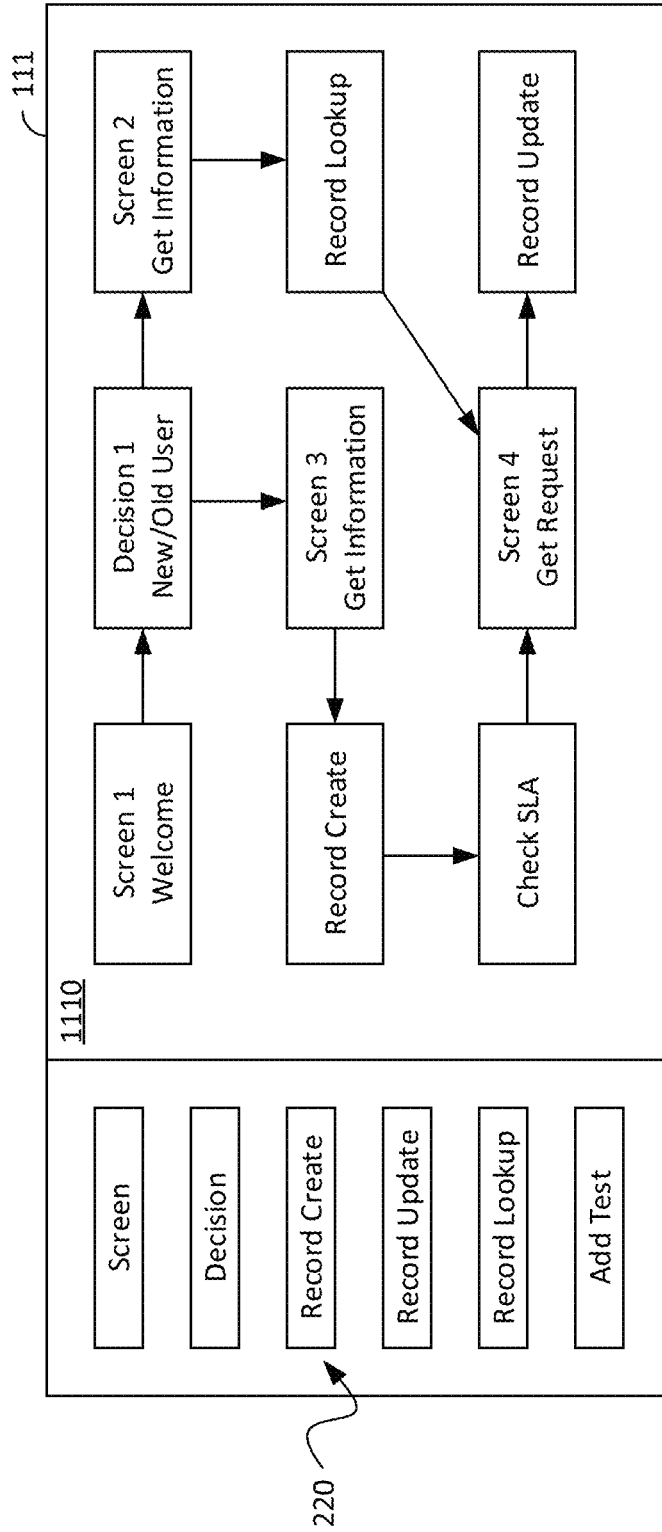 111
1110
220
Screen
Decision
Record Create
Record Update
Record Lookup
Add Test
Screen 1
Welcome
Decision 1
New/Old User
Screen 2
Get Information
Record Create
Screen 3
Get Information
Record Lookup
Check SLA
Screen 4
Get Request
Record Update